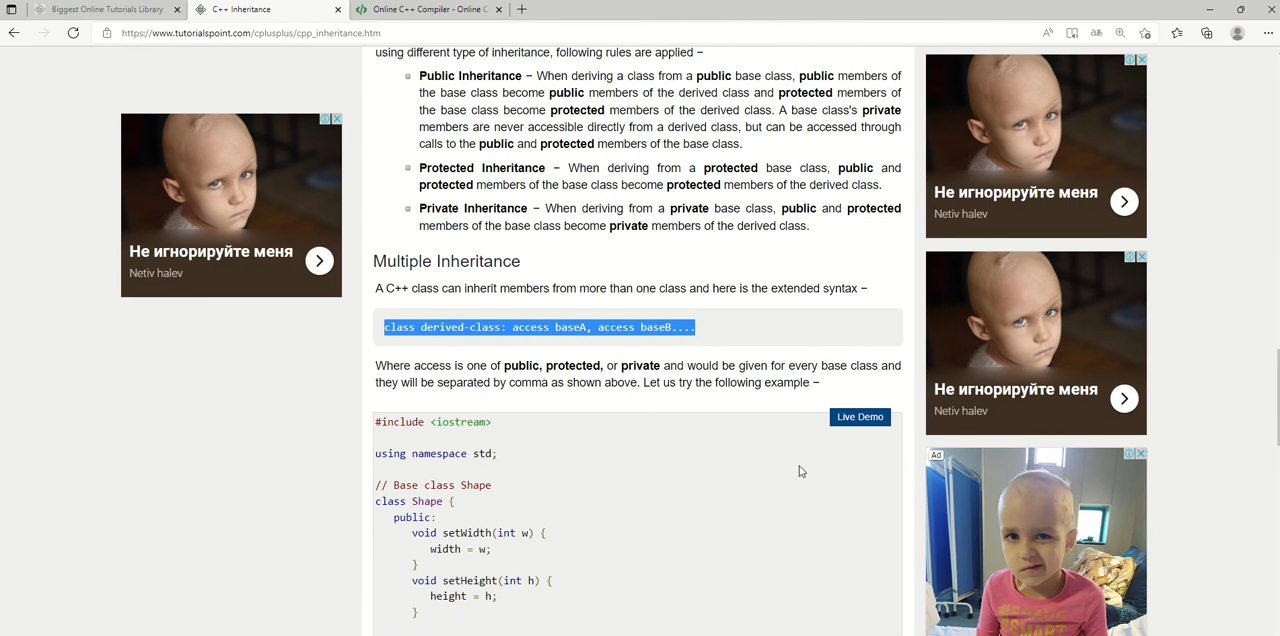 Biggest Online Tutorials Library
C++ Inheritance
Online C++ Compiler - Online C
https://www.tutorialspoint.com/cplusplus/cpp_inheritance.htm
using different type of inheritance, following rules are applied −
Public Inheritance − When deriving a class from a public base class, public members of
the base class become public members of the derived class and protected members of
the base class become protected members of the derived class. A base class's private
members are never accessible directly from a derived class, but can be accessed through
calls to the public and protected members of the base class.
Protected Inheritance − When deriving from a protected base class, public and
protected members of the base class become protected members of the derived class.
Private Inheritance − When deriving from a private base class, public and protected
members of the base class become private members of the derived class.
Multiple Inheritance
A C++ class can inherit members from more than one class and here is the extended syntax −
class derived-class: access baseA, access baseB....
Where access is one of public, protected, or private and would be given for every base class and
they will be separated by comma as shown above. Let us try the following example −
Live Demo
#include <iostream>
using namespace std;
// Base class Shape
class Shape {
public:
void setWidth(int w) {
width = w;
}
void setHeight(int h) {
height = h;
}
Не игнорируйте меня
Netiv halev
Не игнорируйте меня
Netiv halev
Не игнорируйте меня
Netiv halev
Ad
SMART